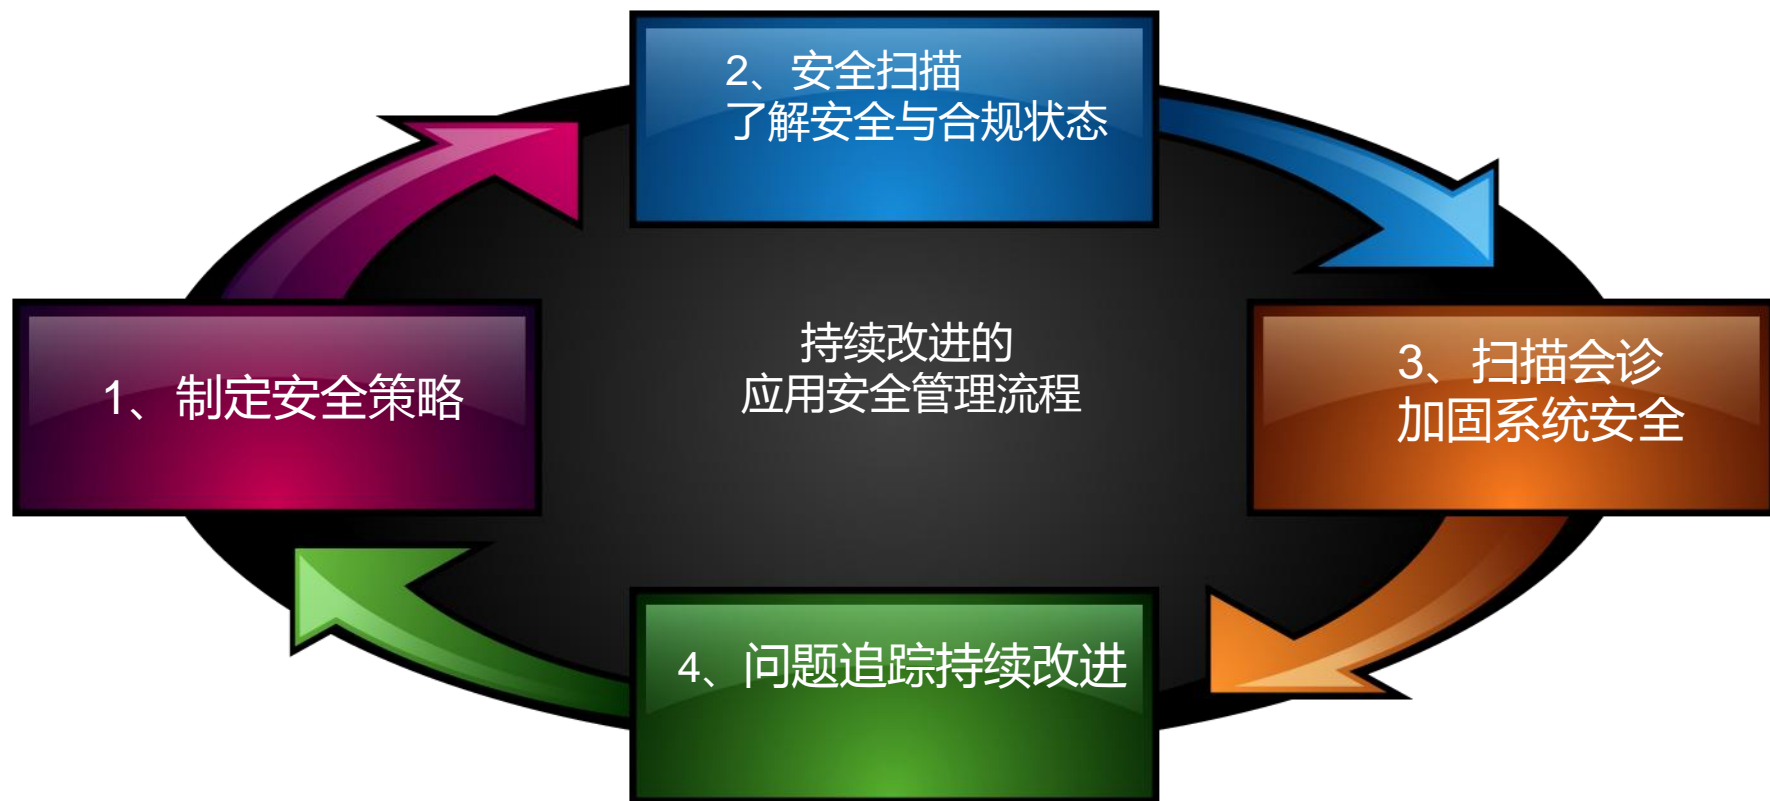 2、安全扫描
了解安全与合规状态
1、制定安全策略
持续改进的
应用安全管理流程
3、扫描会诊
加固系统安全
4、问题追踪持续改进